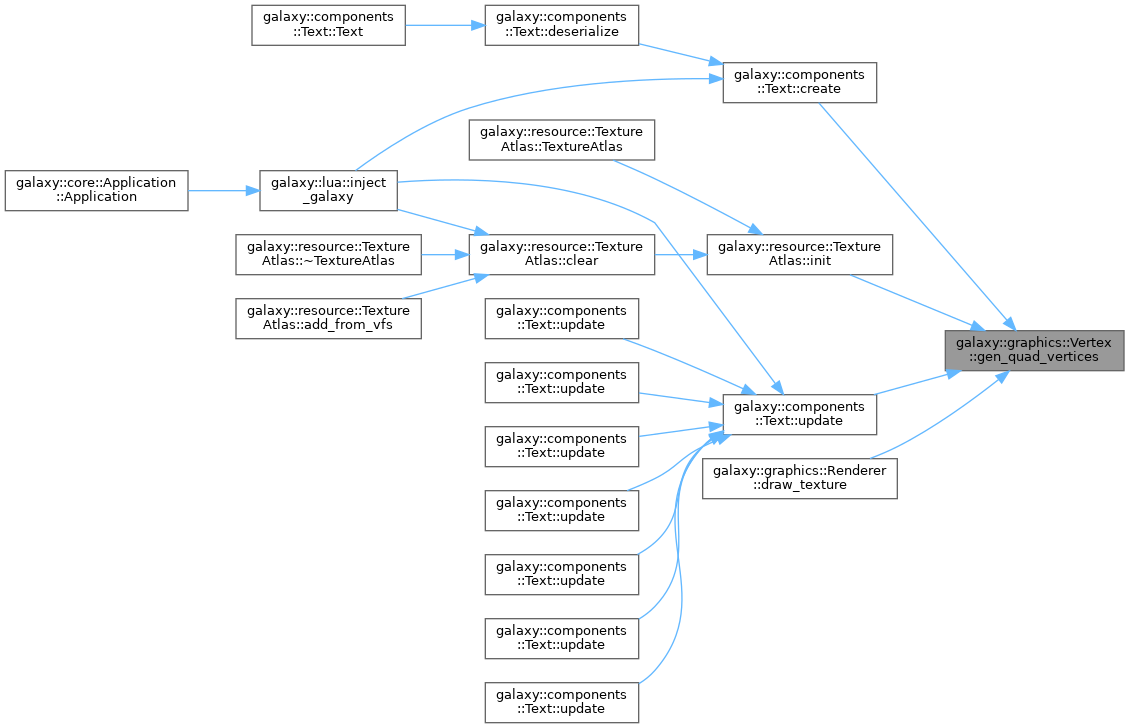 galaxy::components
::Text::Text
galaxy::components
::Text::deserialize
galaxy::components
::Text::create
galaxy::resource::Texture
Atlas::TextureAtlas
galaxy::core::Application
::Application
galaxy::lua::inject
_galaxy
galaxy::resource::Texture
Atlas::~TextureAtlas
galaxy::resource::Texture
Atlas::clear
galaxy::resource::Texture
Atlas::init
galaxy::resource::Texture
Atlas::add_from_vfs
galaxy::components
::Text::update
galaxy::graphics::Vertex
::gen_quad_vertices
galaxy::components
::Text::update
galaxy::components
::Text::update
galaxy::components
::Text::update
galaxy::graphics::Renderer
::draw_texture
galaxy::components
::Text::update
galaxy::components
::Text::update
galaxy::components
::Text::update
galaxy::components
::Text::update